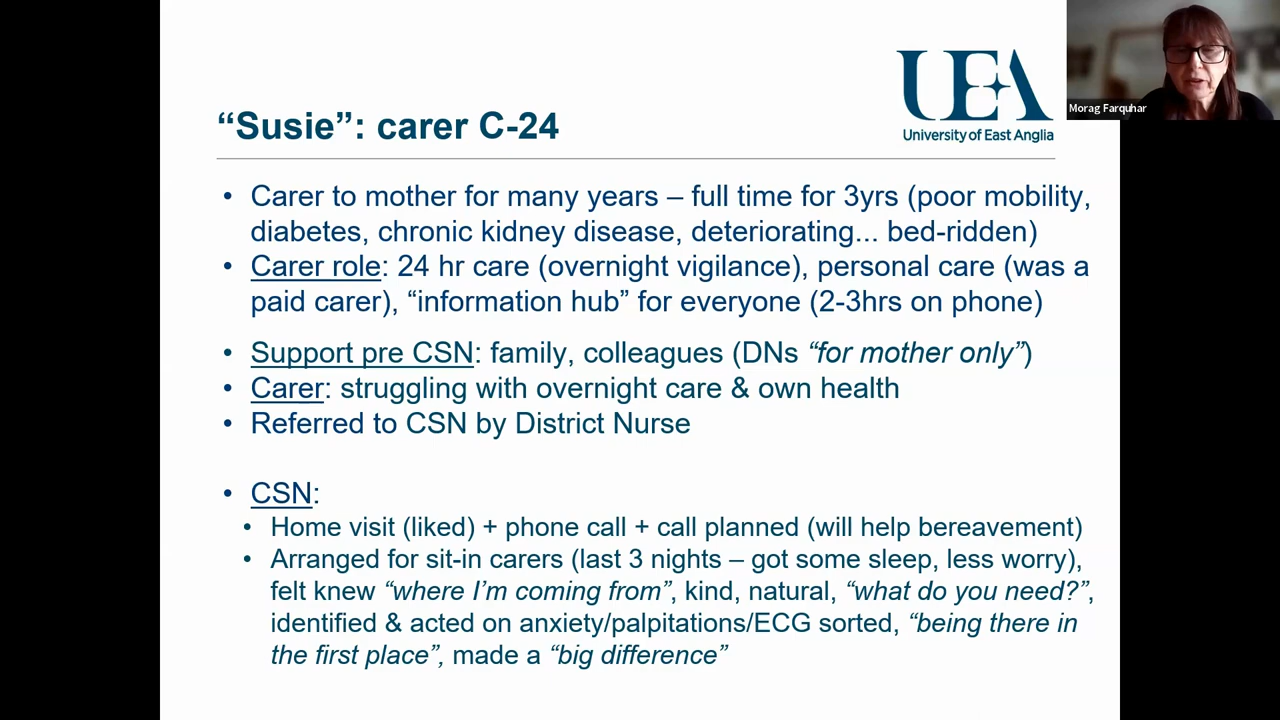 UEA
University of East Anglia
Morag Farquhar
“Susie”: carer C-24
• Carer to mother for many years – full time for 3yrs (poor mobility,
diabetes, chronic kidney disease, deteriorating... bed-ridden)
• Carer role: 24 hr care (overnight vigilance), personal care (was a
paid carer), “information hub” for everyone (2-3hrs on phone)
• Support pre CSN: family, colleagues (DNs “for mother only”)
• Carer: struggling with overnight care & own health
• Referred to CSN by District Nurse
• CSN:
• Home visit (liked) + phone call + call planned (will help bereavement)
• Arranged for sit-in carers (last 3 nights – got some sleep, less worry),
felt knew “where I’m coming from”, kind, natural, “what do you need?”,
identified & acted on anxiety/palpitations/ECG sorted, “being there in
the first place”, made a “big difference”